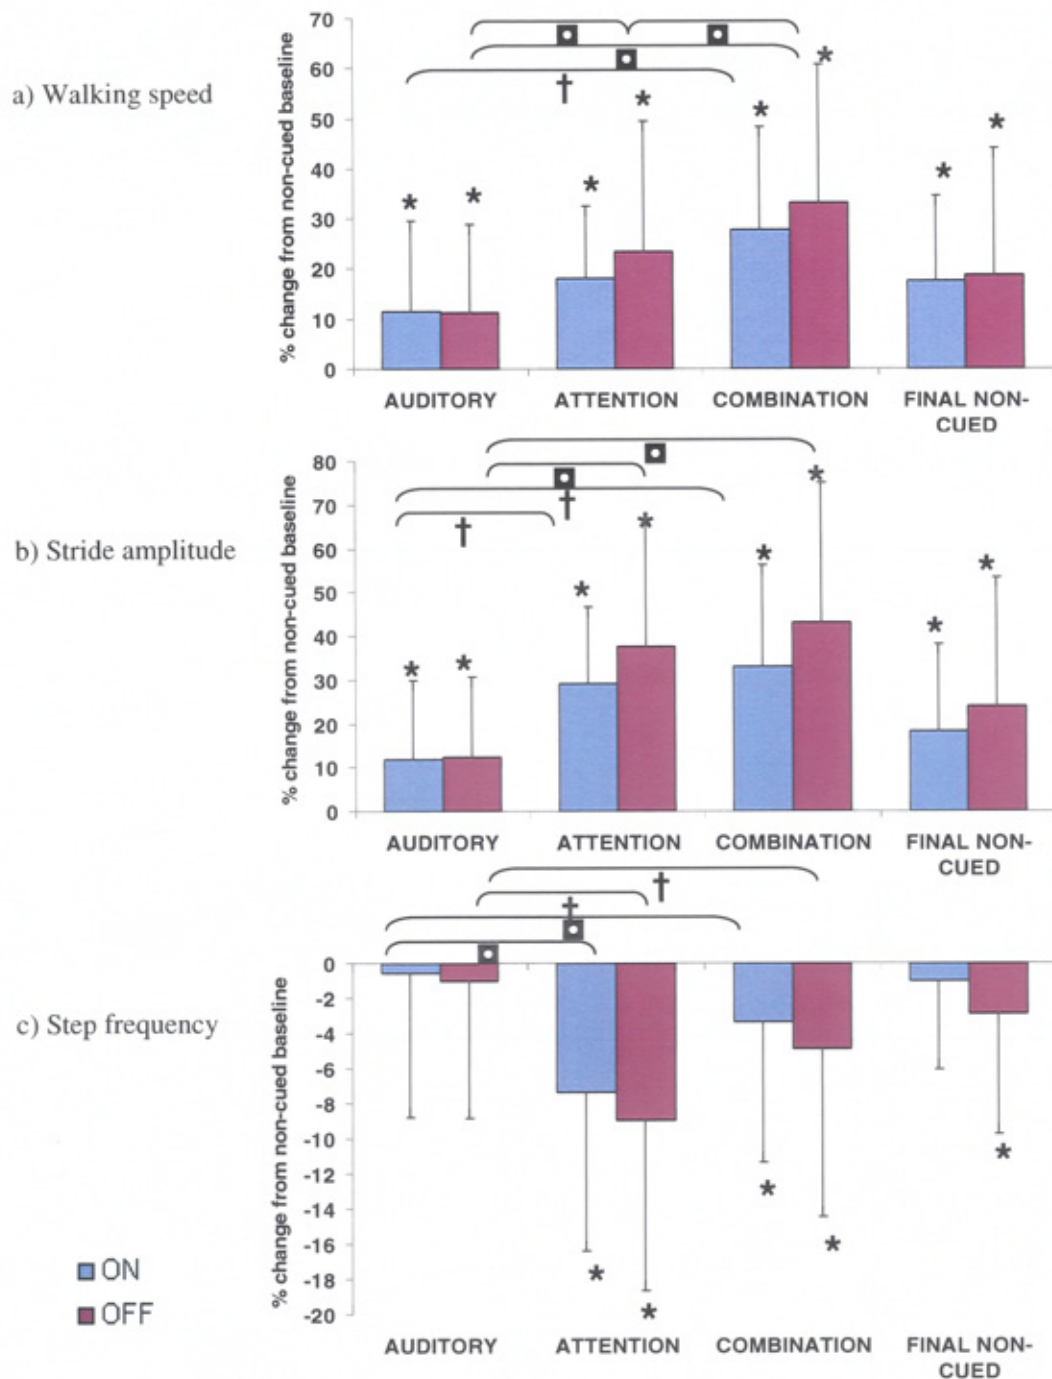 a) Walking speed
% change from non-cued baseline
70
60
50
40
30
20
10
0
†
* * * * * * * *
AUDITORY ATTENTION COMBINATION FINAL NON-
CUED
b) Stride amplitude
% change from non-cued baseline
80
70
60
50
40
30
20
10
0
† †
* * * * * * * *
AUDITORY ATTENTION COMBINATION FINAL NON-
CUED
c) Step frequency
% change from non-cued baseline
† †
0
-2
-4
-6
-8
-10
-12
-14
-16
-18
-20
* * * * *
AUDITORY ATTENTION COMBINATION FINAL NON-
CUED
ON
OFF